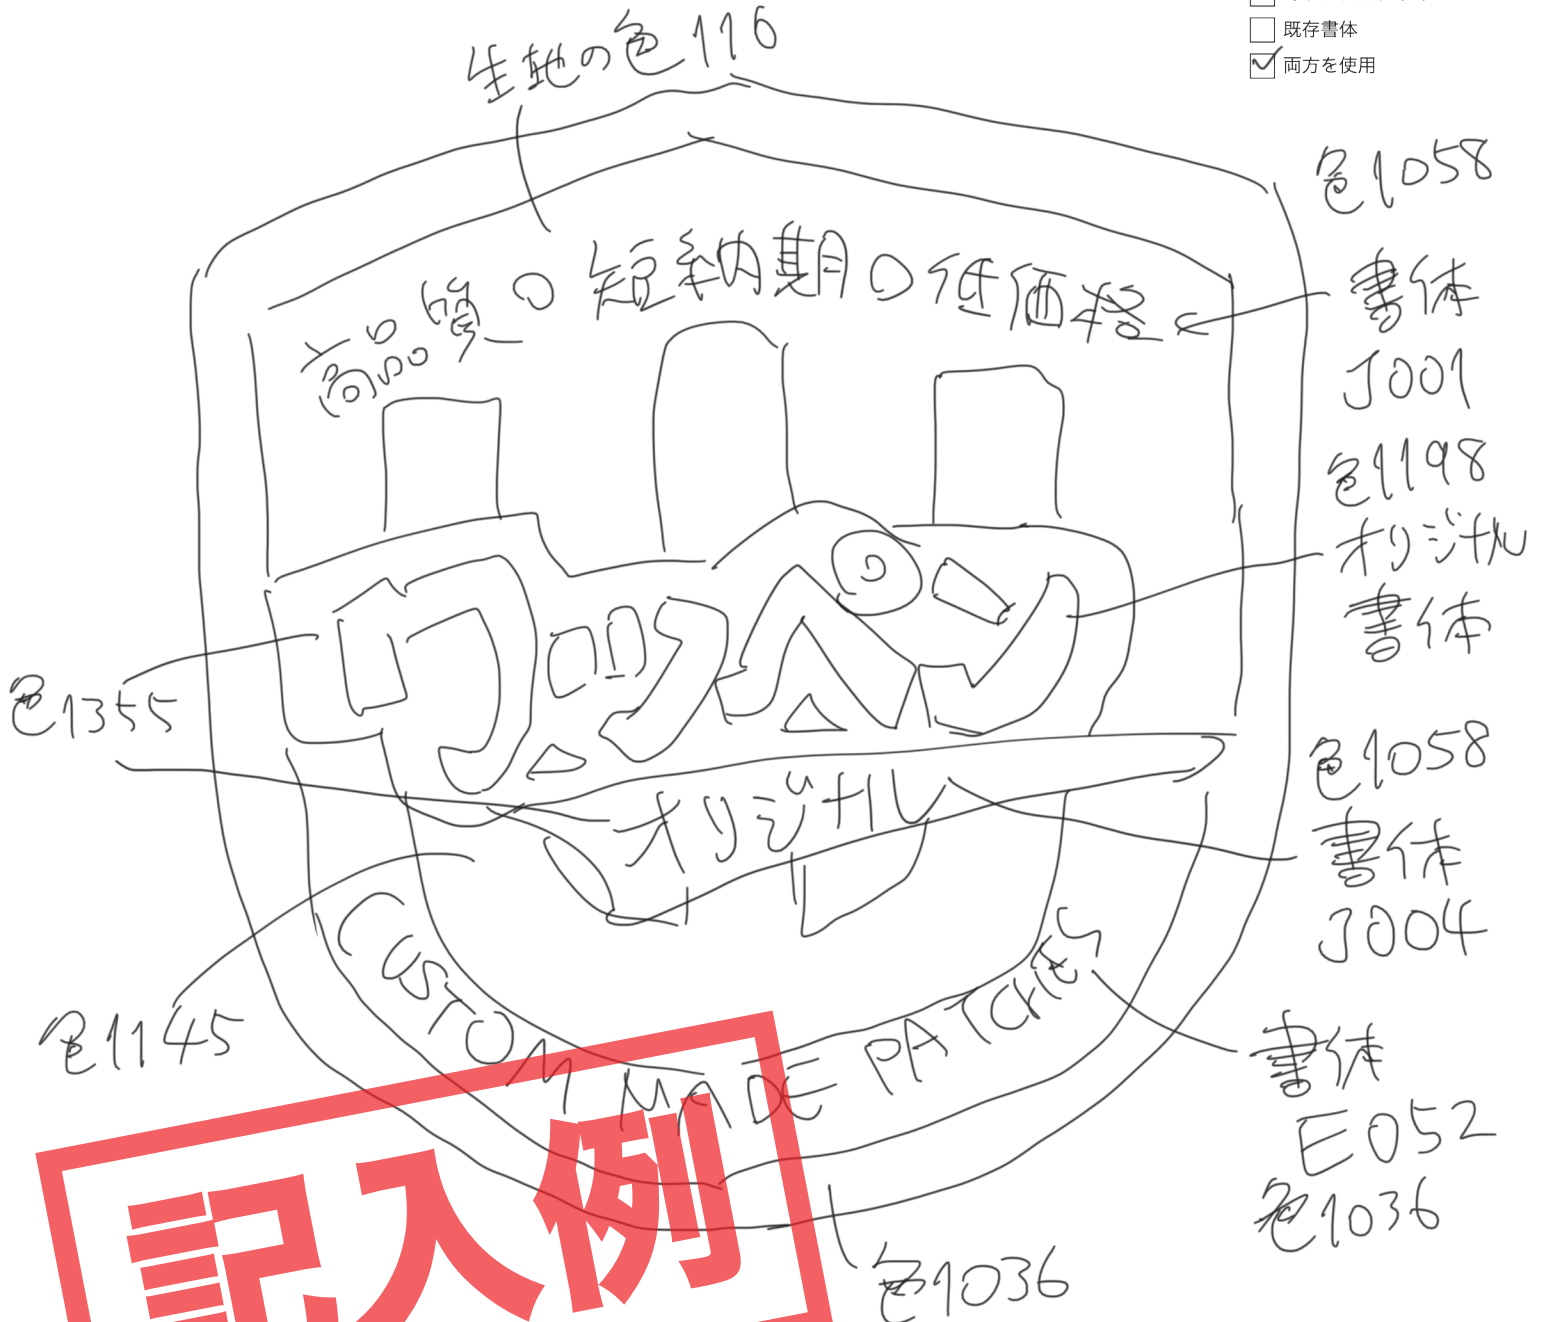 既存書体
両方を使用
生地の色116
色1058
書体
J001
高品質○短納期○低価格
色1198
オリジナル
書体
ワッペン
色1355
オリジナル
色1058
書体
J004
色1145
CUSTOM MADE PATCHES
書体
E052
色1036
色1036
記入例